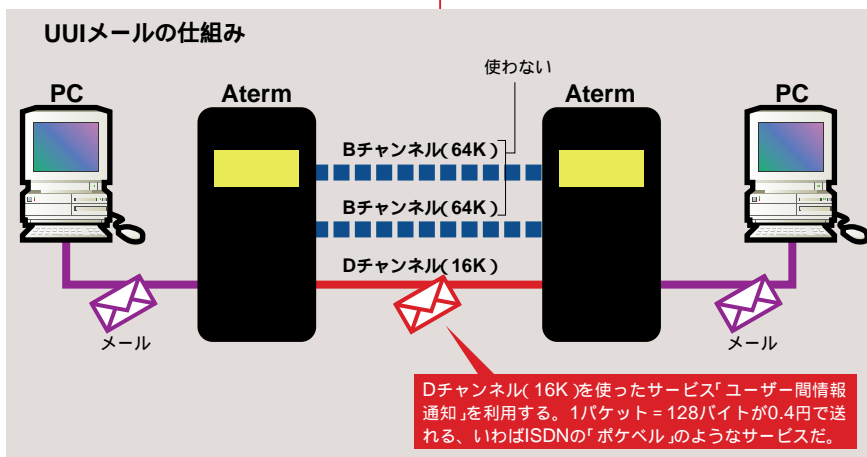 UUIメールの仕組み
使わない
PC
Aterm
Aterm
PC
Bチャンネル(64K)
Bチャンネル(64K)
Dチャンネル(16K)
メール
メール
Dチャンネル(16K)を使ったサービス「ユーザー間情報
通知」を利用する。1パケット=128バイトが0.4円で送
れる、いわばISDNの「ポケベル」のようなサービスだ。